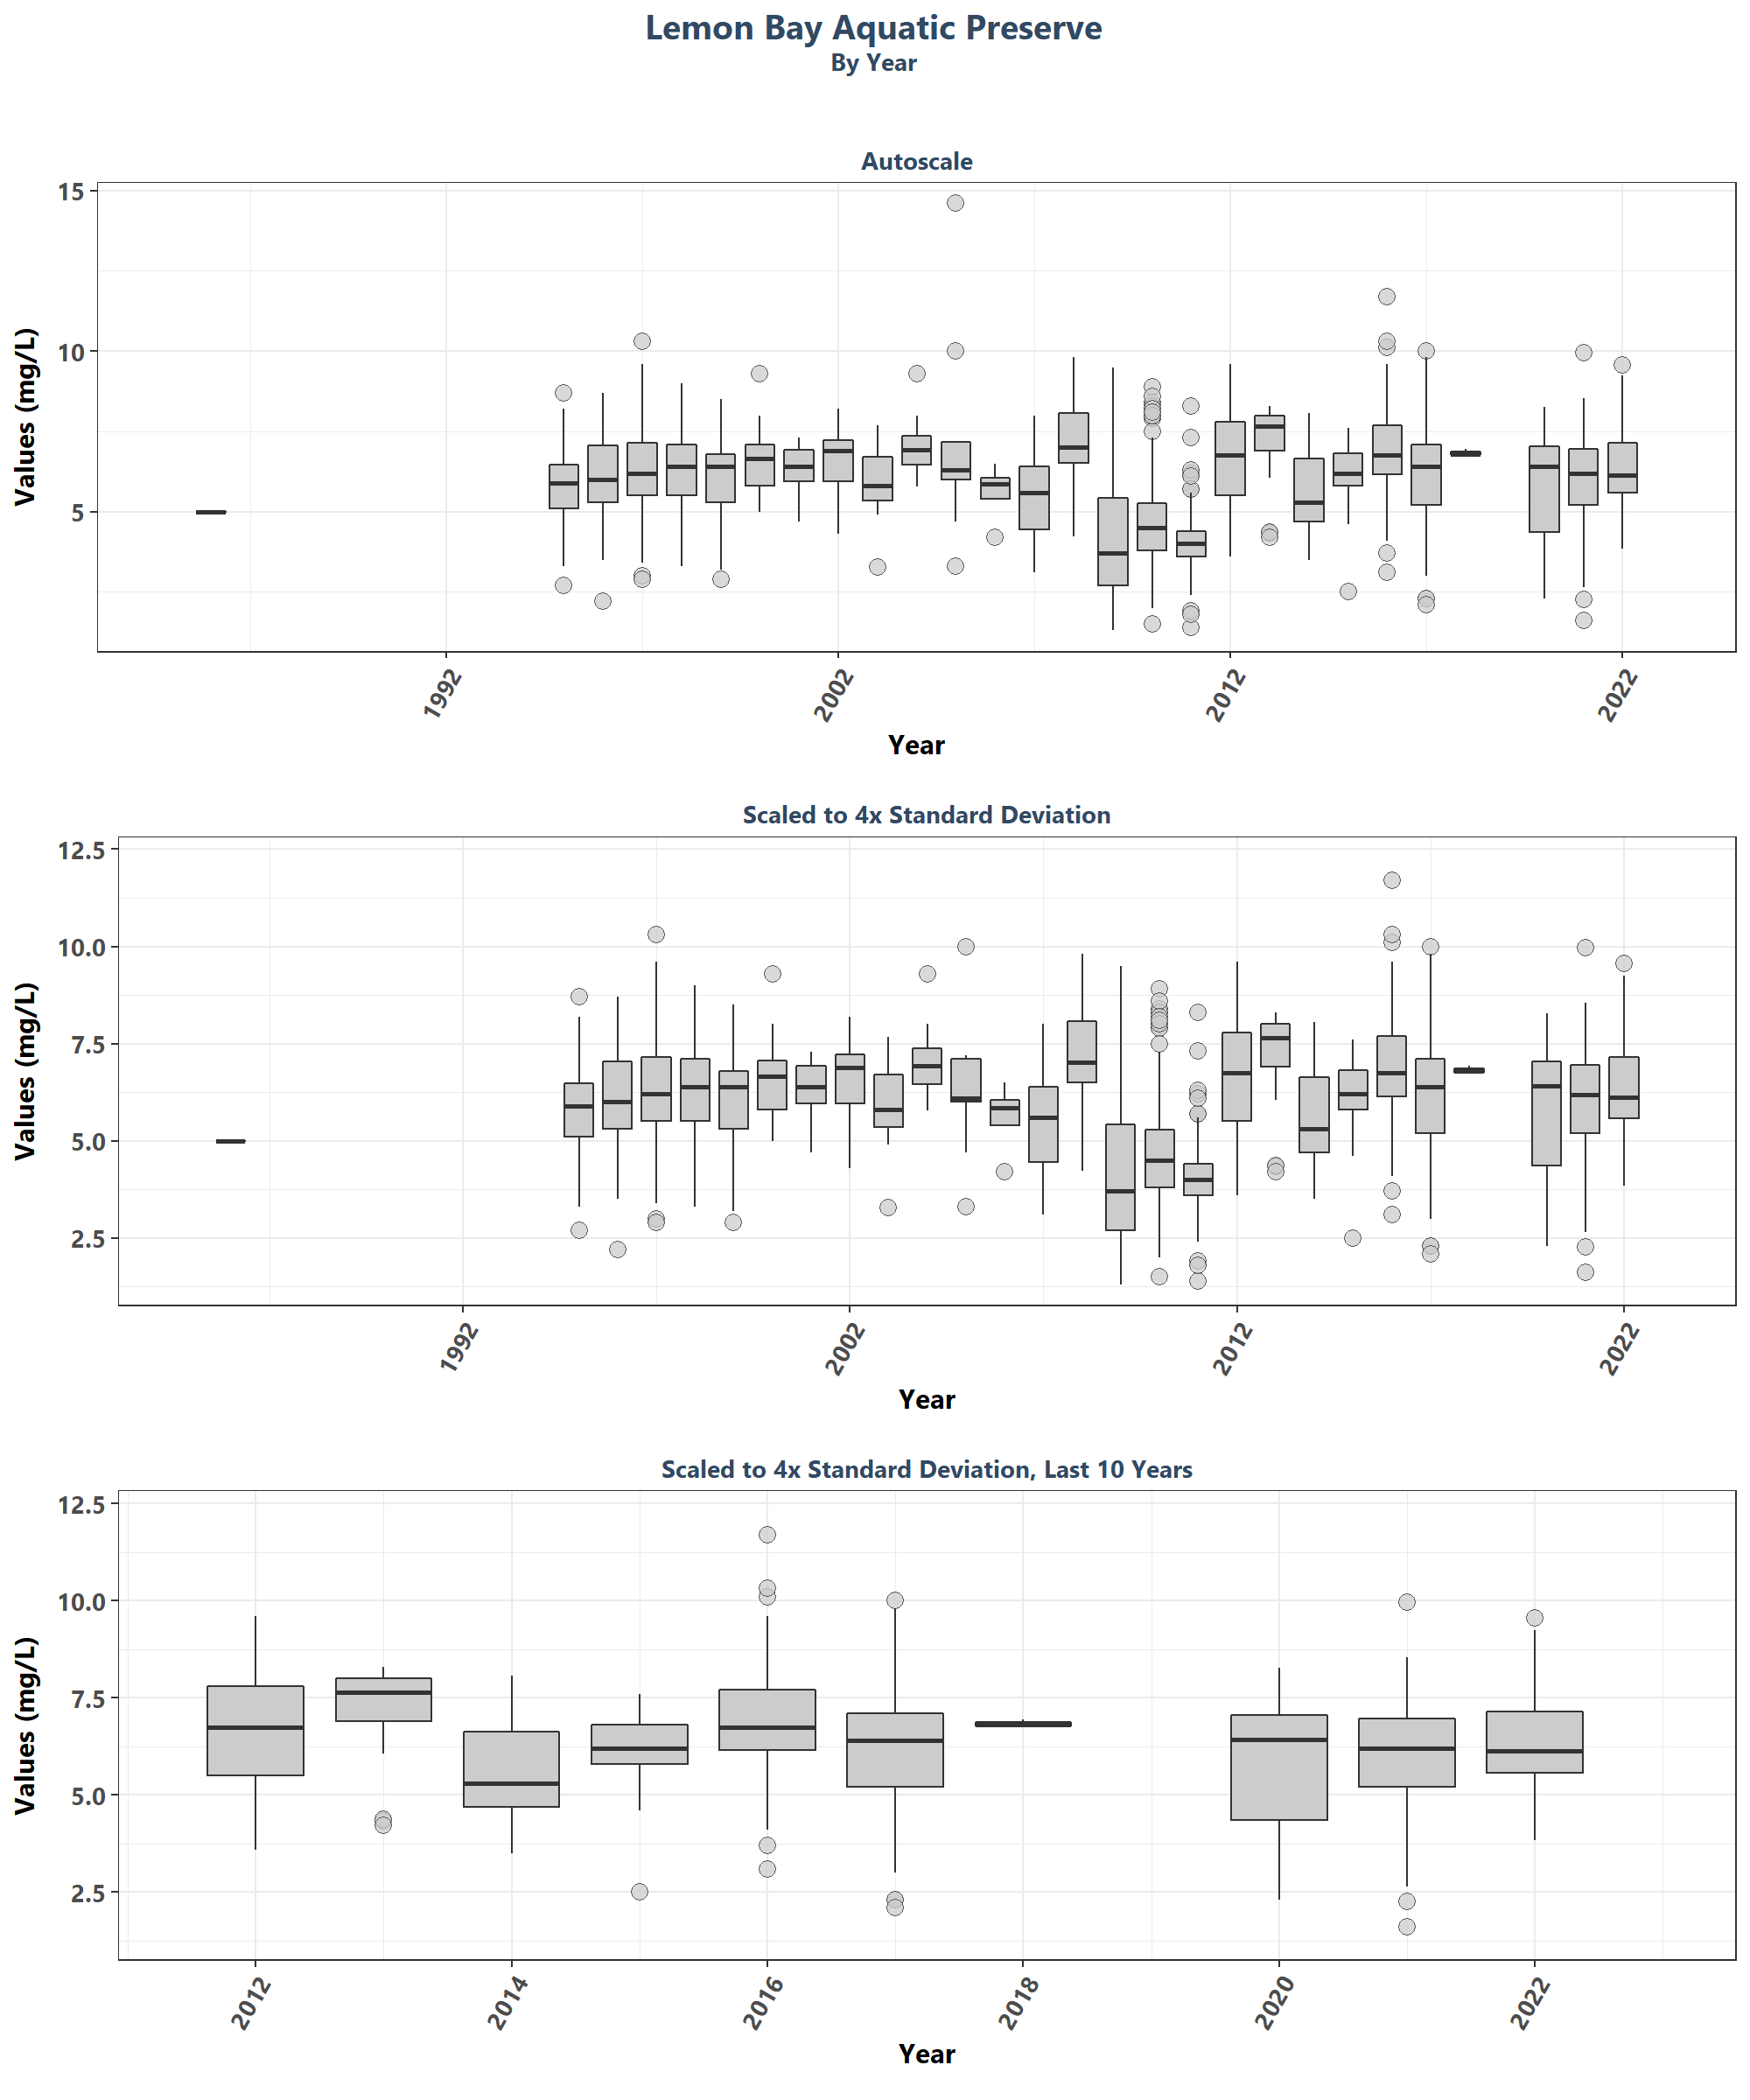 Lemon Bay Aquatic Preserve
By Year
Autoscale
Values (mg/L)
15
10
5
1992
2002
2012
2022
Year
Scaled to 4x Standard Deviation
Values (mg/L)
12.5
10.0
7.5
5.0
2.5
1992
2002
2012
2022
Year
Scaled to 4x Standard Deviation, Last 10 Years
Values (mg/L)
12.5
10.0
7.5
5.0
2.5
2012
2014
2016
2018
2020
2022
Year